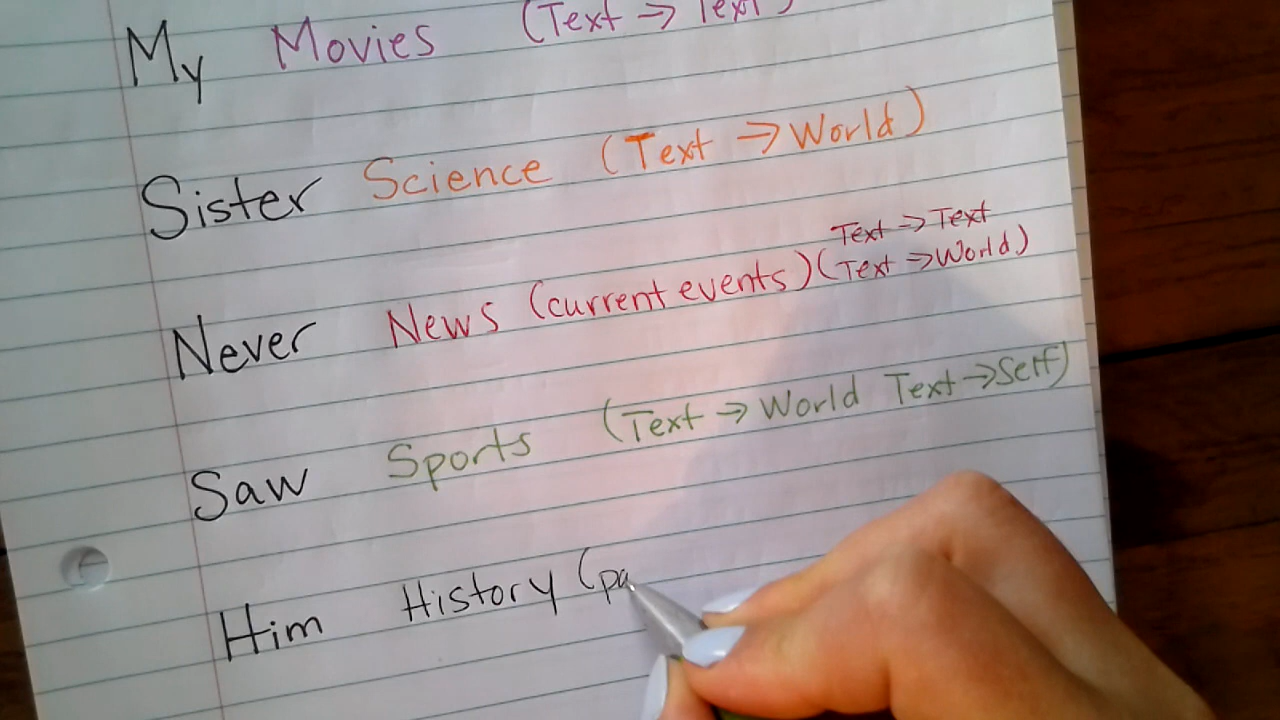 My Movies (Text → Text)
Sister Science (Text → World)
Never News (current events) (Text → World)
Text → Text
Saw Sports (Text → World Text → Self)
Him History (pa